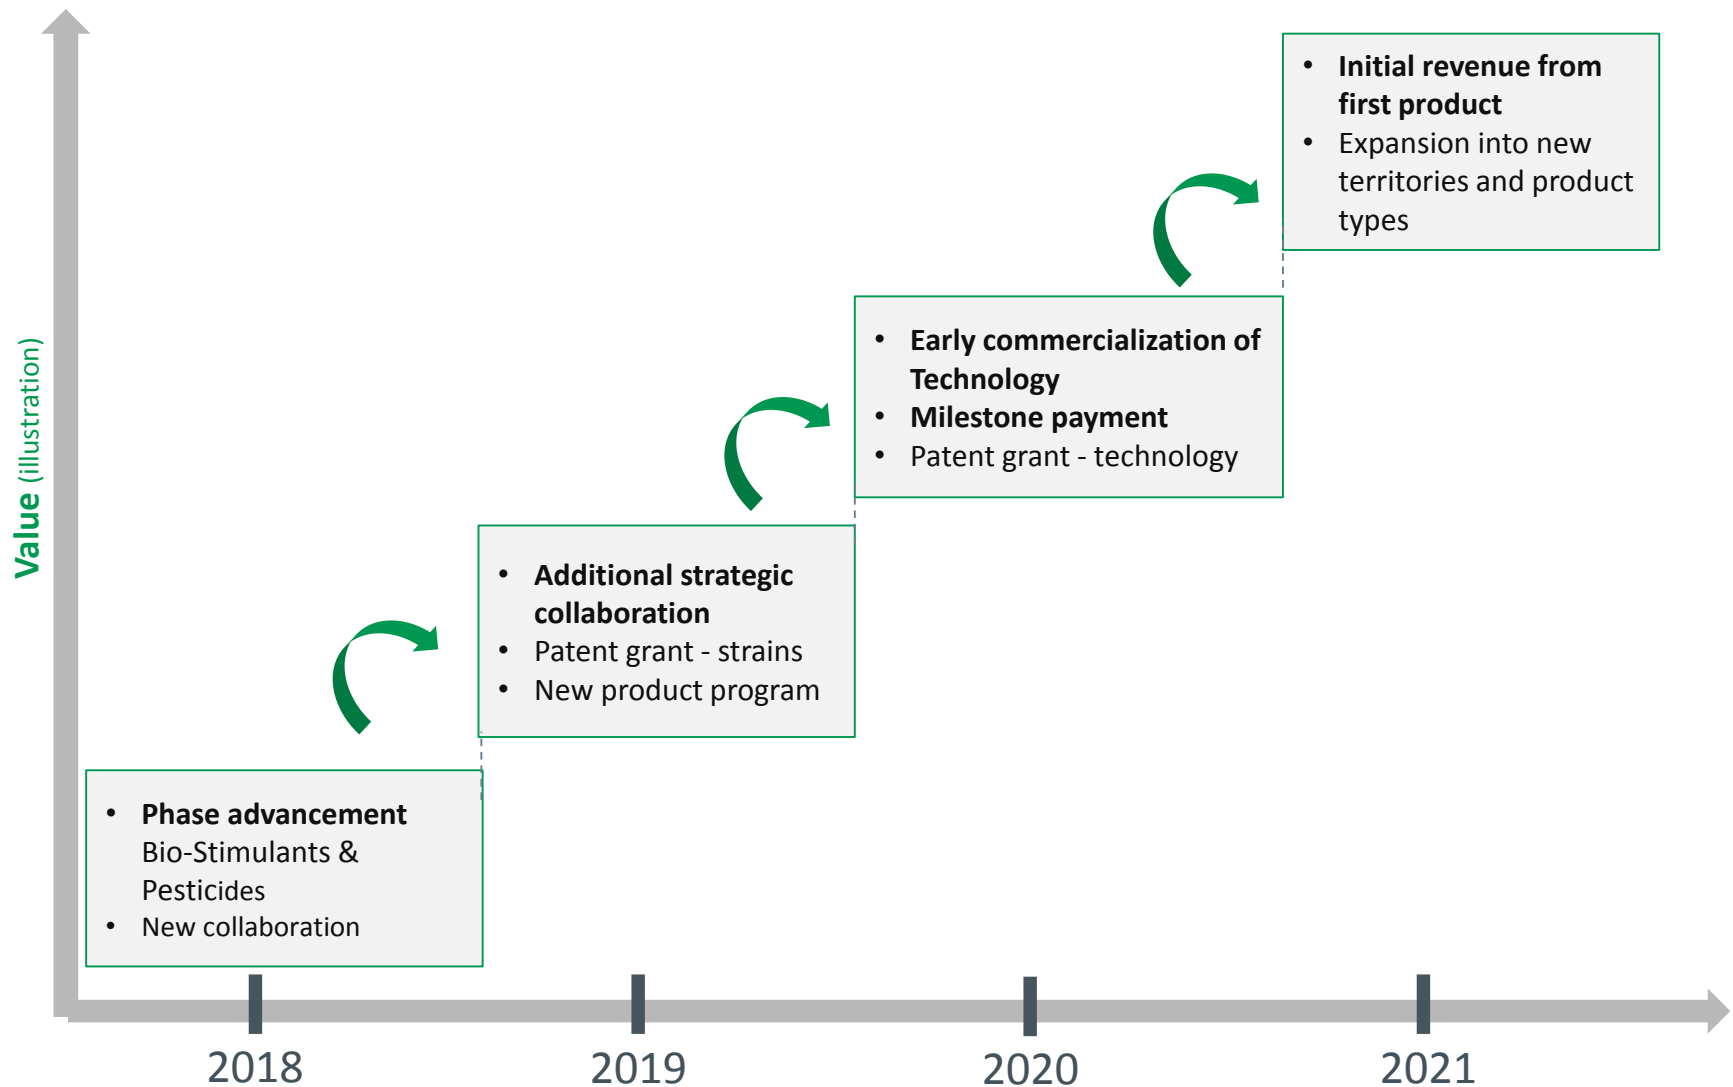 Value (illustration)
• Initial revenue from
first product
• Expansion into new
territories and product
types
• Early commercialization of
Technology
• Milestone payment
• Patent grant - technology
• Additional strategic
collaboration
• Patent grant - strains
• New product program
• Phase advancement
Bio-Stimulants &
Pesticides
• New collaboration
2018
2019
2020
2021